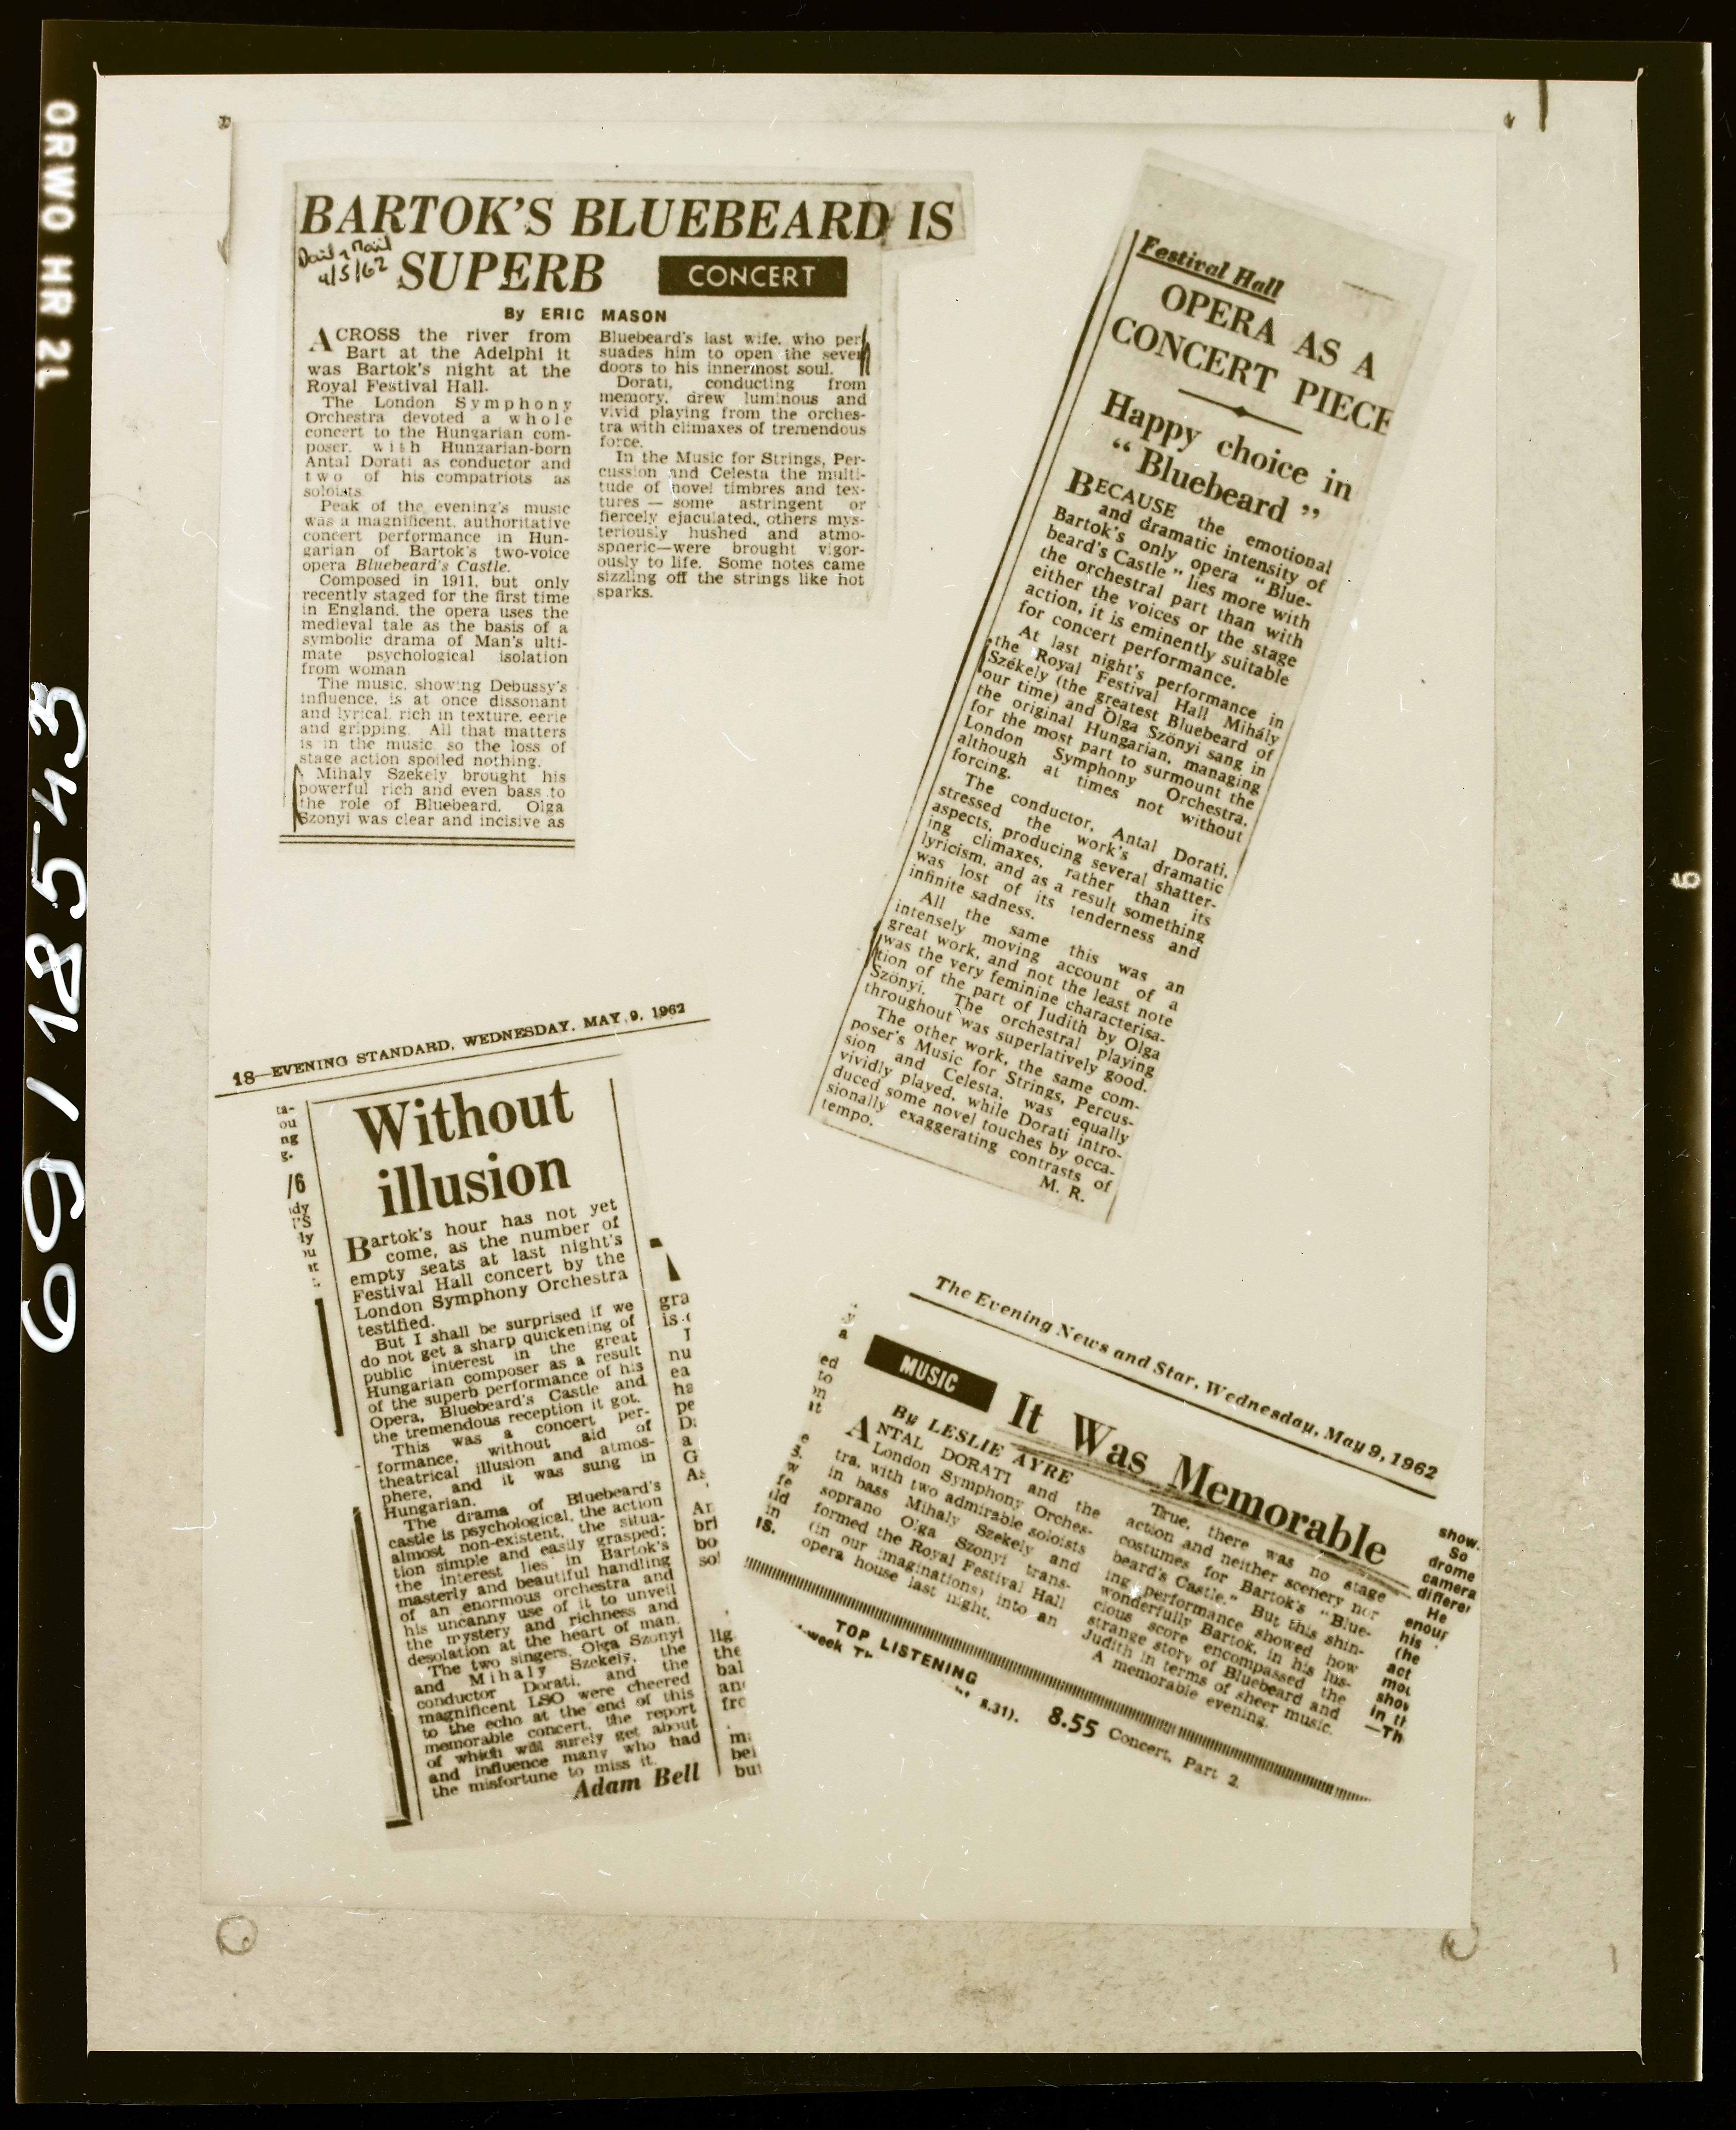 ORWO HR 21
69/18543
6
BARTOK'S BLUEBEARD IS
SUPERB
CONCERT
By ERIC MASON
ACROSS the river from
Bart at the Adelphi it
was Bartok's night at the
Royal Festival Hall.
The London Symphony
Orchestra devoted a whole
concert to the Hungarian com-
poser, with Hungarian-born
Antal Dorati as conductor and
two of his compatriots as
soloists
Peak of the evening's music
was a magnificent, authoritative
concert performance in Hun-
garian of Bartok's two-voice
opera Bluebeard's Castle.
Composed in 1911, but only
recently staged for the first time
in England, the opera uses the
medieval tale as the basis of a
symbolic drama of Man's ulti-
mate psychological isolation
from woman
The music, showing Debussy's
influence, is at once dissonant
and lyrical, rich in texture, eerie
and gripping. All that matters
is in the music so the loss of
stage action spoiled nothing.
Mihaly Szekely brought his
powerful rich and even bass to
the role of Bluebeard. Olga
Szonyi was clear and incisive as
Bluebeard's last wife, who per
suades him to open the seven
doors to his innermost soul.
Dorati, conducting from
memory, drew luminous and
vivid playing from the orches-
tra with climaxes of tremendous
force.
In the Music for Strings, Per-
cussion and Celesta the multi-
tude of novel timbres and tex-
tures — some astringent or
fiercely ejaculated, others mys-
teriously hushed and atmo-
spheric—were brought vigor-
ously to life. Some notes came
sizzling off the strings like hot
sparks.
Daily Mail
9/5/62
Festival Hall
OPERA AS A
CONCERT PIECE
Happy choice in
" Bluebeard "
BECAUSE the emotional
and dramatic intensity of
Bartok's only opera " Blue-
beard's Castle " lies more with
the orchestral part than with
either the voices or the stage
action, it is eminently suitable
for concert performance.
At last night's performance in
the Royal Festival Hall Mihály
Székely (the greatest Bluebeard of
our time) and Olga Szönyi sang in
the original Hungarian, managing
for the most part to surmount the
London Symphony Orchestra,
although at times not without
forcing.
The conductor, Antal Dorati,
stressed the work's dramatic
aspects, producing several shatter-
ing climaxes, rather than its
lyricism, and as a result something
was lost of its tenderness and
infinite sadness.
All the same this was an
intensely moving account of a
great work, and not the least note
was the very feminine characterisa-
tion of the part of Judith by Olga
Szönyi. The orchestral playing
throughout was superlatively good.
The other work, the same com-
poser's Music for Strings, Percus-
sion and Celesta, was equally
vividly played, while Dorati intro-
duced some novel touches by occa-
sionally exaggerating contrasts of
tempo.
M. R.
18—EVENING STANDARD, WEDNESDAY, MAY 9, 1962
Without
illusion
Bartok's hour has not yet
come, as the number of
empty seats at last night's
Festival Hall concert by the
London Symphony Orchestra
testified.
But I shall be surprised if we
do not get a sharp quickening of
public interest in the great
Hungarian composer as a result
of the superb performance of his
Opera, Bluebeard's Castle and
the tremendous reception it got.
This was a concert per-
formance, without aid of
theatrical illusion and atmos-
phere, and it was sung in
Hungarian.
The drama of Bluebeard's
castle is psychological, the action
almost non-existent, the situa-
tion simple and easily grasped;
the interest lies in Bartok's
masterly and beautiful handling
of an enormous orchestra and
his uncanny use of it to unveil
the mystery and richness and
desolation at the heart of man.
The two singers, Olga Szonyi
and Mihaly Szekely, the
conductor Dorati, and the
magnificent LSO were cheered
to the echo at the end of this
memorable concert, the report
of which will surely get about
and influence many who had
the misfortune to miss it.
Adam Bell
The Evening News and Star, Wednesday, May 9, 1962
MUSIC
It Was Memorable
By LESLIE AYRE
ANTAL DORATI and the
London Symphony Orches-
tra, with two admirable soloists
in bass Mihaly Szekely and
soprano Olga Szonyi trans-
formed the Royal Festival Hall
(in our imaginations) into an
opera house last night.
True, there was no stage
action and neither scenery nor
costumes for Bartok's "Blue-
beard's Castle." But this shin-
ing performance showed how
wonderfully Bartok, in his lus-
cious score encompassed the
strange story of Bluebeard and
Judith in terms of sheer music.
A memorable evening.
show.
So
drome
camera
differe
He
enour
his
(he
act
mou
show
In t
—Th
TOP LISTENING
8.31).
8.55 Concert, Part 2